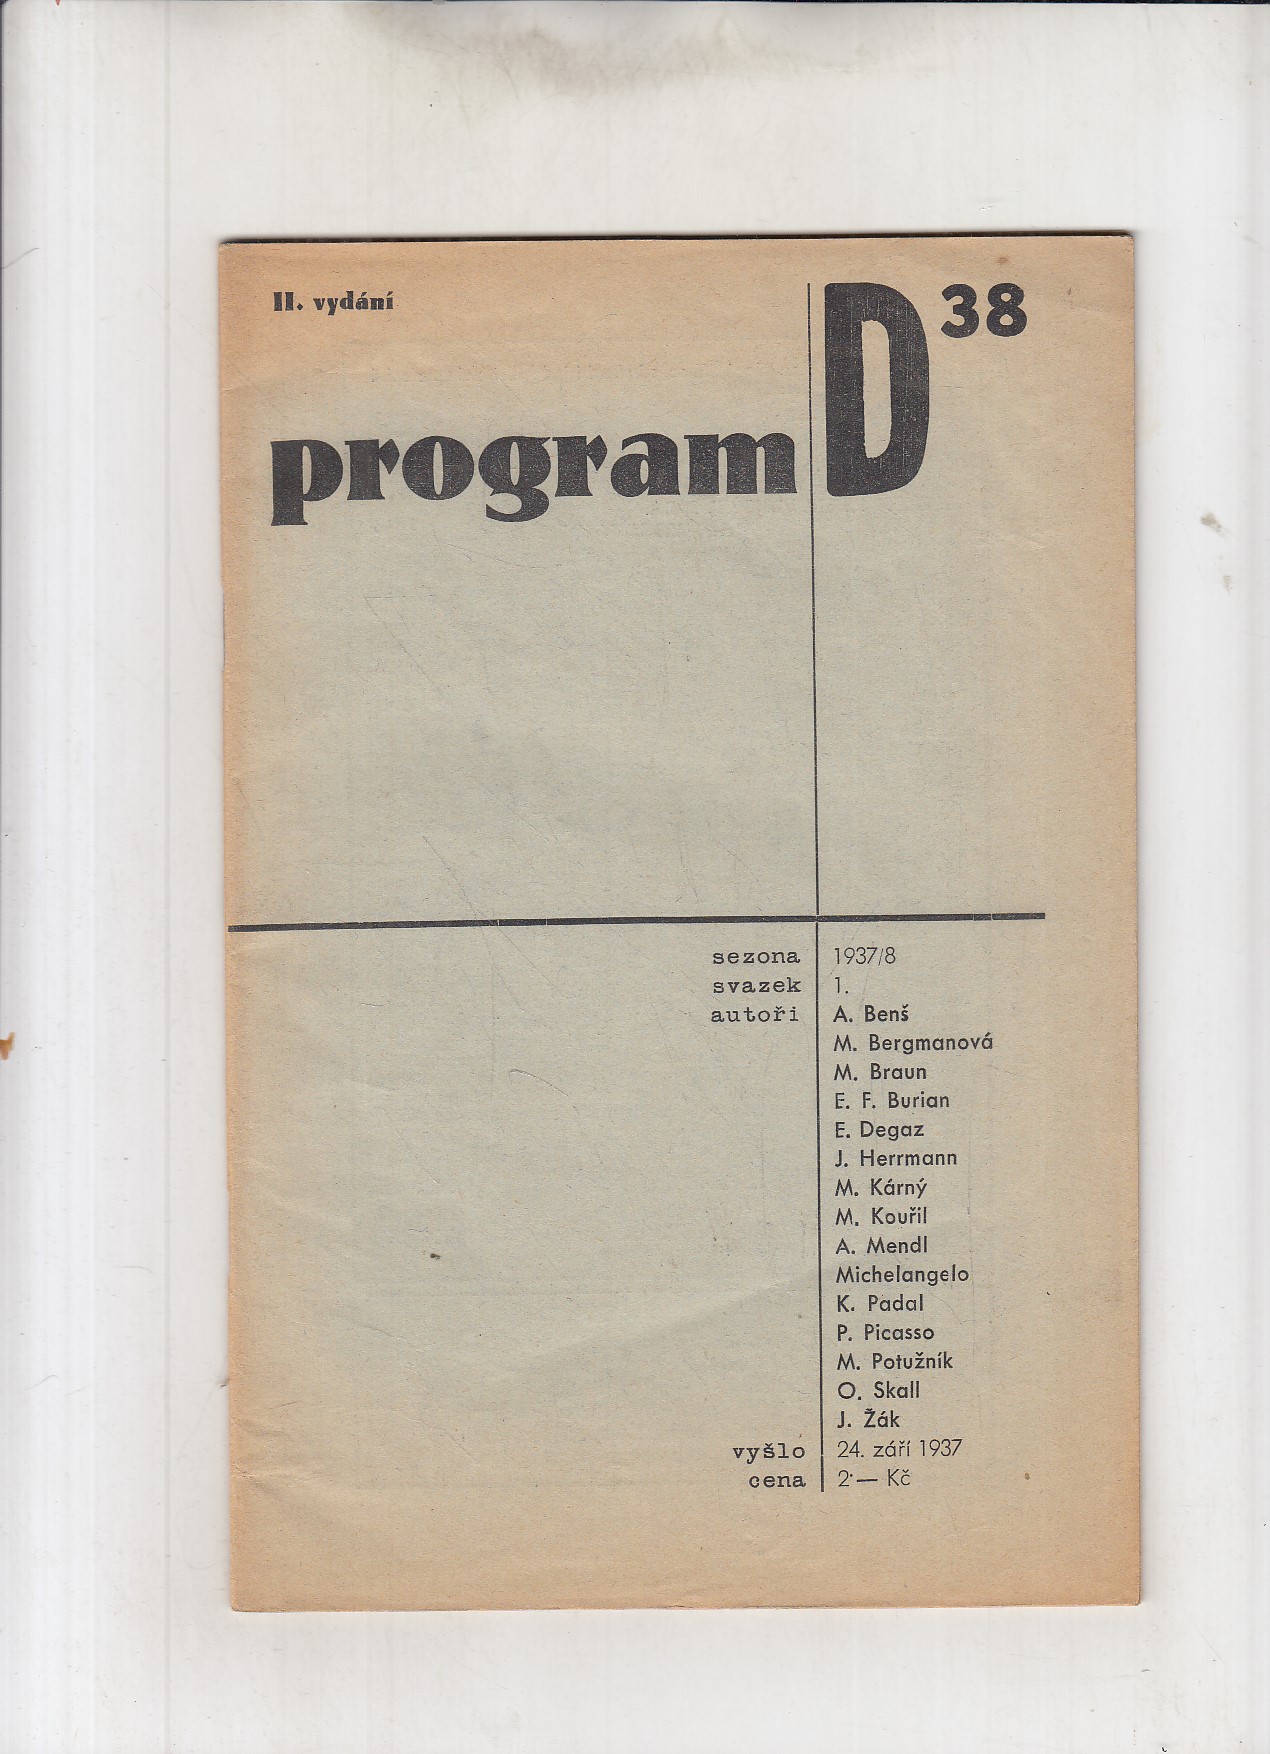 II. vydání
program D 38
sezona 1937/8
svazek 1.
autoři A. Benš
M. Bergmanová
M. Braun
E. F. Burian
E. Degaz
J. Herrmann
M. Kárný
M. Kouřil
A. Mendl
Michelangelo
K. Padal
P. Picasso
M. Potužník
O. Skall
J. Žák
vyšlo 24. září 1937
cena 2·— Kč